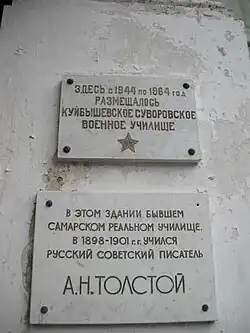 ЗДЕСЬ С 1944 ПО 1964 ГОД
РАЗМЕЩАЛОСЬ
КУЙБЫШЕВСКОЕ СУВОРОВСКОЕ
ВОЕННОЕ УЧИЛИЩЕ
В ЭТОМ ЗДАНИИ БЫВШЕМ
САМАРСКОМ РЕАЛЬНОМ УЧИЛИЩЕ,
В 1898-1901 г.г. УЧИЛСЯ
РУССКИЙ СОВЕТСКИЙ ПИСАТЕЛЬ
А.Н.ТОЛСТОЙ